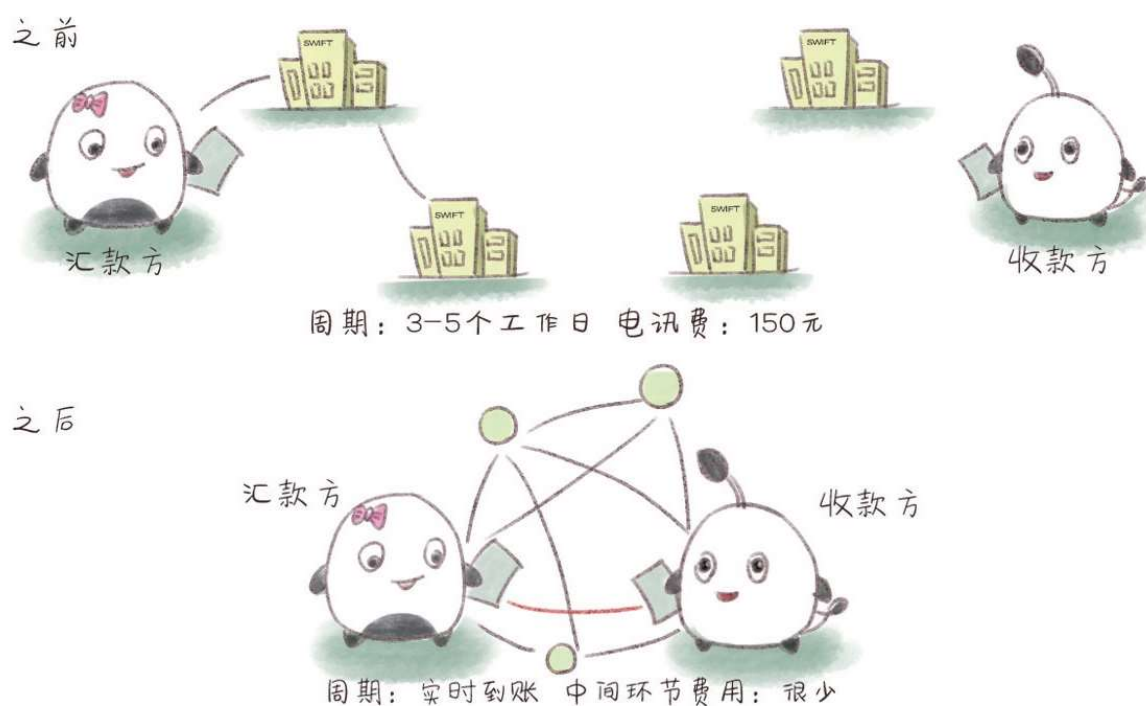 之前
SWIFT
SWIFT
SWIFT
SWIFT
汇款方
收款方
周期：3-5个工作日 电讯费：150元
之后
汇款方
收款方
周期：实时到账 中间环节费用：很少